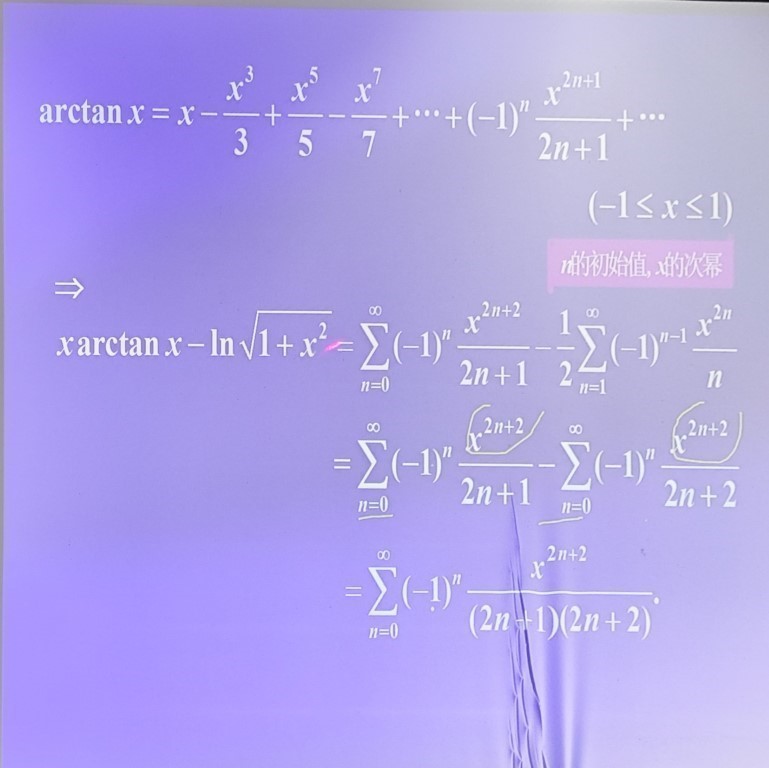 arctan x = x − x³/3 + x⁵/5 − x⁷/7 + ⋯ + (−1)ⁿ x²ⁿ⁺¹/(2n+1) + ⋯
(−1 ≤ x ≤ 1)
n的初始值, x的次幂
⇒
x arctan x − ln √(1 + x²) = ∑_{n=0}^{∞} (−1)ⁿ x²ⁿ⁺²/(2n+1) − 1/2 ∑_{n=1}^{∞} (−1)ⁿ⁻¹ x²ⁿ/n
= ∑_{n=0}^{∞} (−1)ⁿ x²ⁿ⁺²/(2n+1) − ∑_{n=0}^{∞} (−1)ⁿ x²ⁿ⁺²/(2n+2)
= ∑_{n=0}^{∞} (−1)ⁿ x²ⁿ⁺²/((2n+1)(2n+2)).